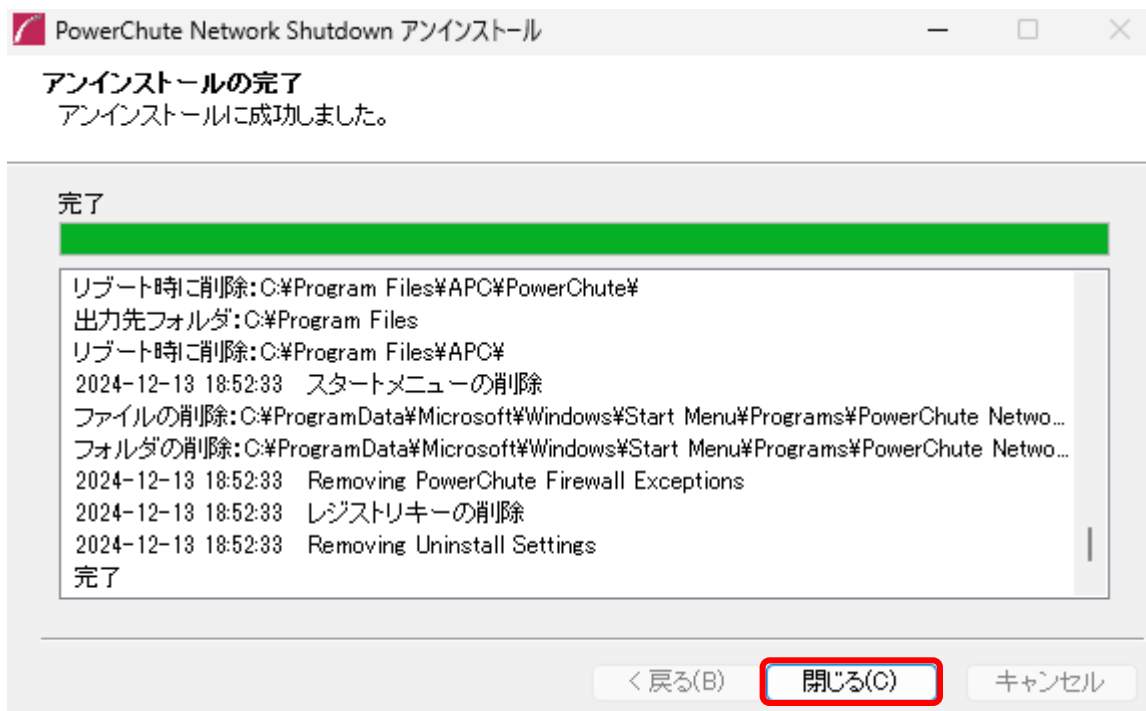 PowerChute Network Shutdown アンインストール
アンインストールの完了
アンインストールに成功しました。
完了
リブート時に削除:C:¥Program Files¥APC¥PowerChute¥
出力先フォルダ:C:¥Program Files
リブート時に削除:C:¥Program Files¥APC¥
2024-12-13 18:52:33 スタートメニューの削除
ファイルの削除:C:¥ProgramData¥Microsoft¥Windows¥Start Menu¥Programs¥PowerChute Netwo...
フォルダの削除:C:¥ProgramData¥Microsoft¥Windows¥Start Menu¥Programs¥PowerChute Netwo...
2024-12-13 18:52:33 Removing PowerChute Firewall Exceptions
2024-12-13 18:52:33 レジストリキーの削除
2024-12-13 18:52:33 Removing Uninstall Settings
完了
< 戻る(B) 閉じる(C) キャンセル